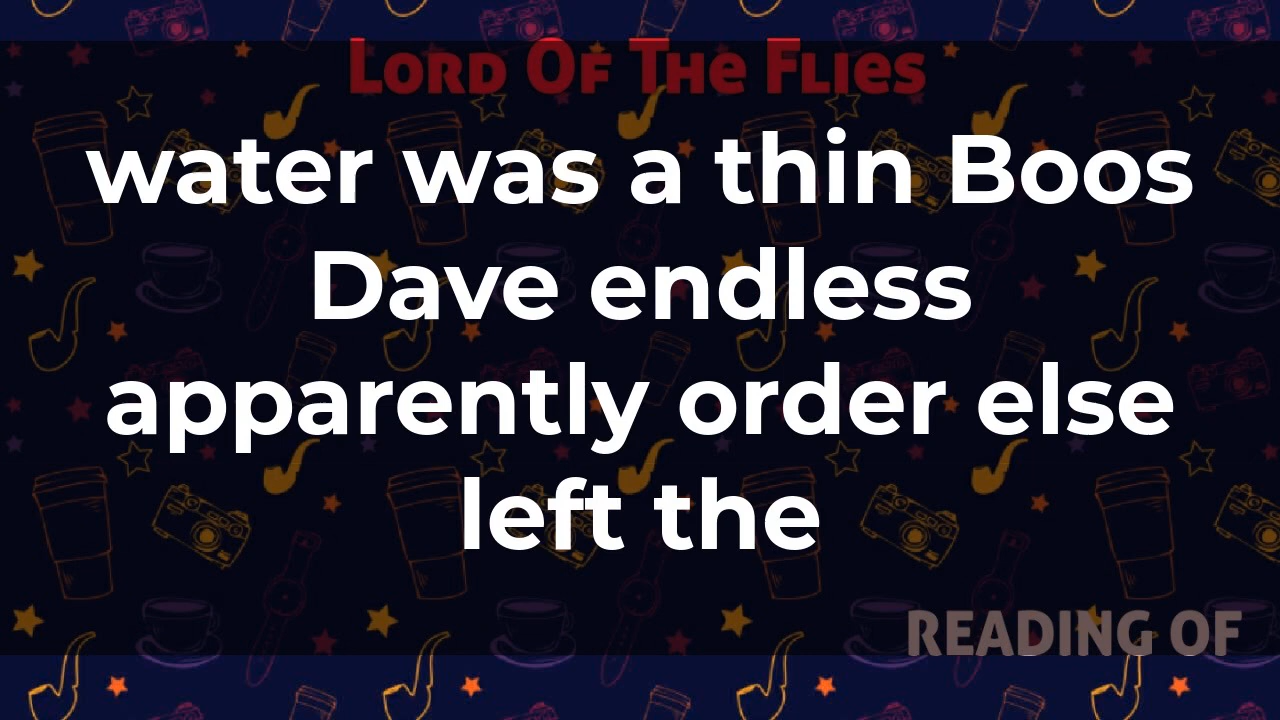 Lord Of The Flies
water was a thin Boos
Dave endless
apparently order else
left the
READING OF